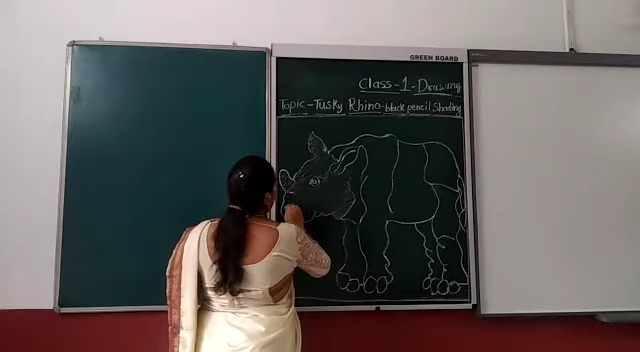 GREEN BOARD
Class-1-Drawing
Topic-Tusky Rhino-black pencil Shading